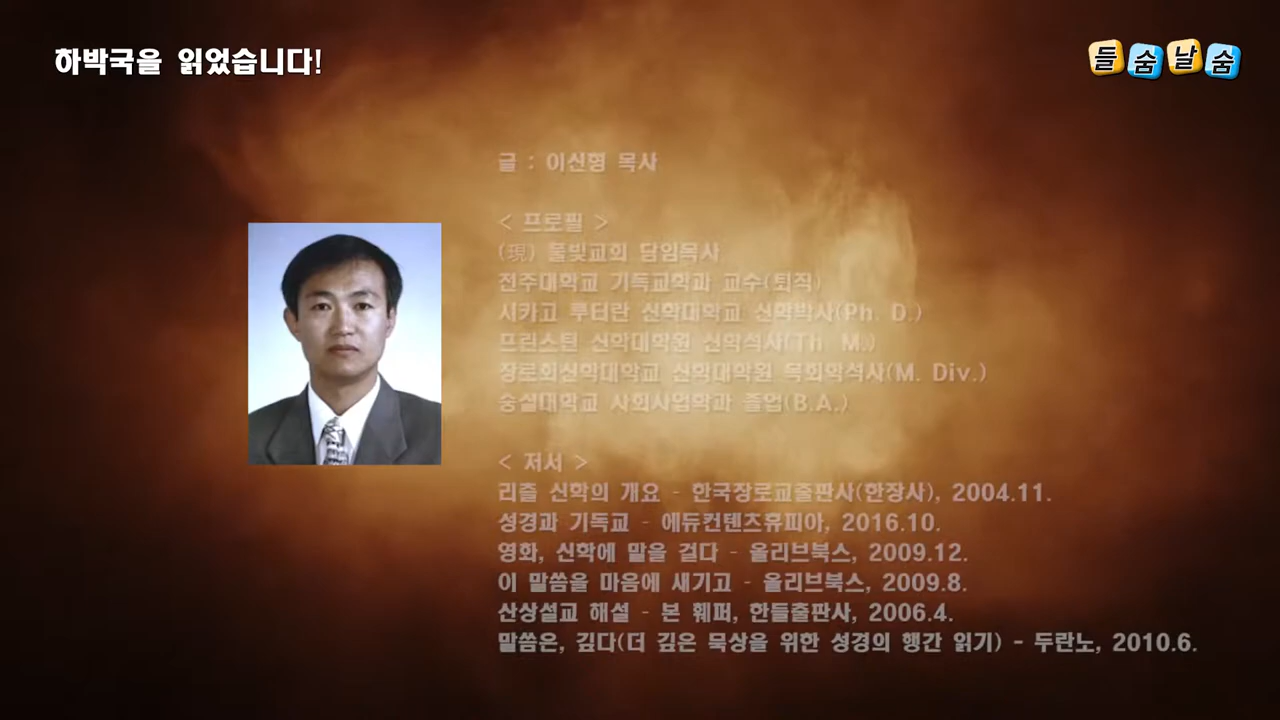 하박국을 읽었습니다!
들숨날숨
글 : 이신형 목사
< 프로필 >
(現) 풀빛교회 담임목사
전주대학교 기독교학과 교수(퇴직)
시카고 루터란 신학대학교 신학박사(Ph. D.)
프린스턴 신학대학원 신학석사(Th. M.)
장로회신학대학교 신학대학원 목회학석사(M. Div.)
숭실대학교 사회사업학과 졸업(B.A.)
< 저서 >
리츨 신학의 개요 - 한국장로교출판사(한장사), 2004.11.
성경과 기독교 - 에듀컨텐츠휴피아, 2016.10.
영화, 신학에 말을 걸다 - 올리브북스, 2009.12.
이 말씀을 마음에 새기고 - 올리브북스, 2009.8.
산상설교 해설 - 본 훼퍼, 한들출판사, 2006.4.
말씀은, 깊다(더 깊은 묵상을 위한 성경의 행간 읽기) - 두란노, 2010.6.